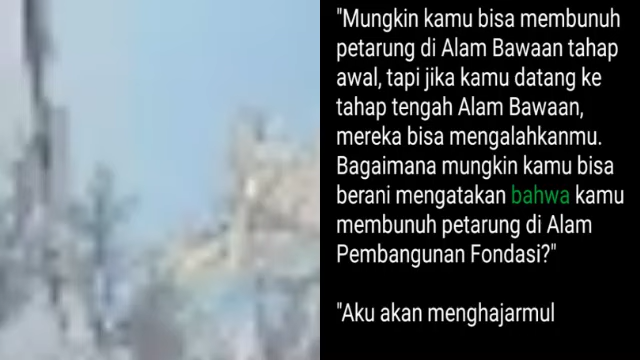 "Mungkin kamu bisa membunuh
petarung di Alam Bawaan tahap
awal, tapi jika kamu datang ke
tahap tengah Alam Bawaan,
mereka bisa mengalahkanmu.
Bagaimana mungkin kamu bisa
berani mengatakan bahwa kamu
membunuh petarung di Alam
Pembangunan Fondasi?"
"Aku akan menghajarmul